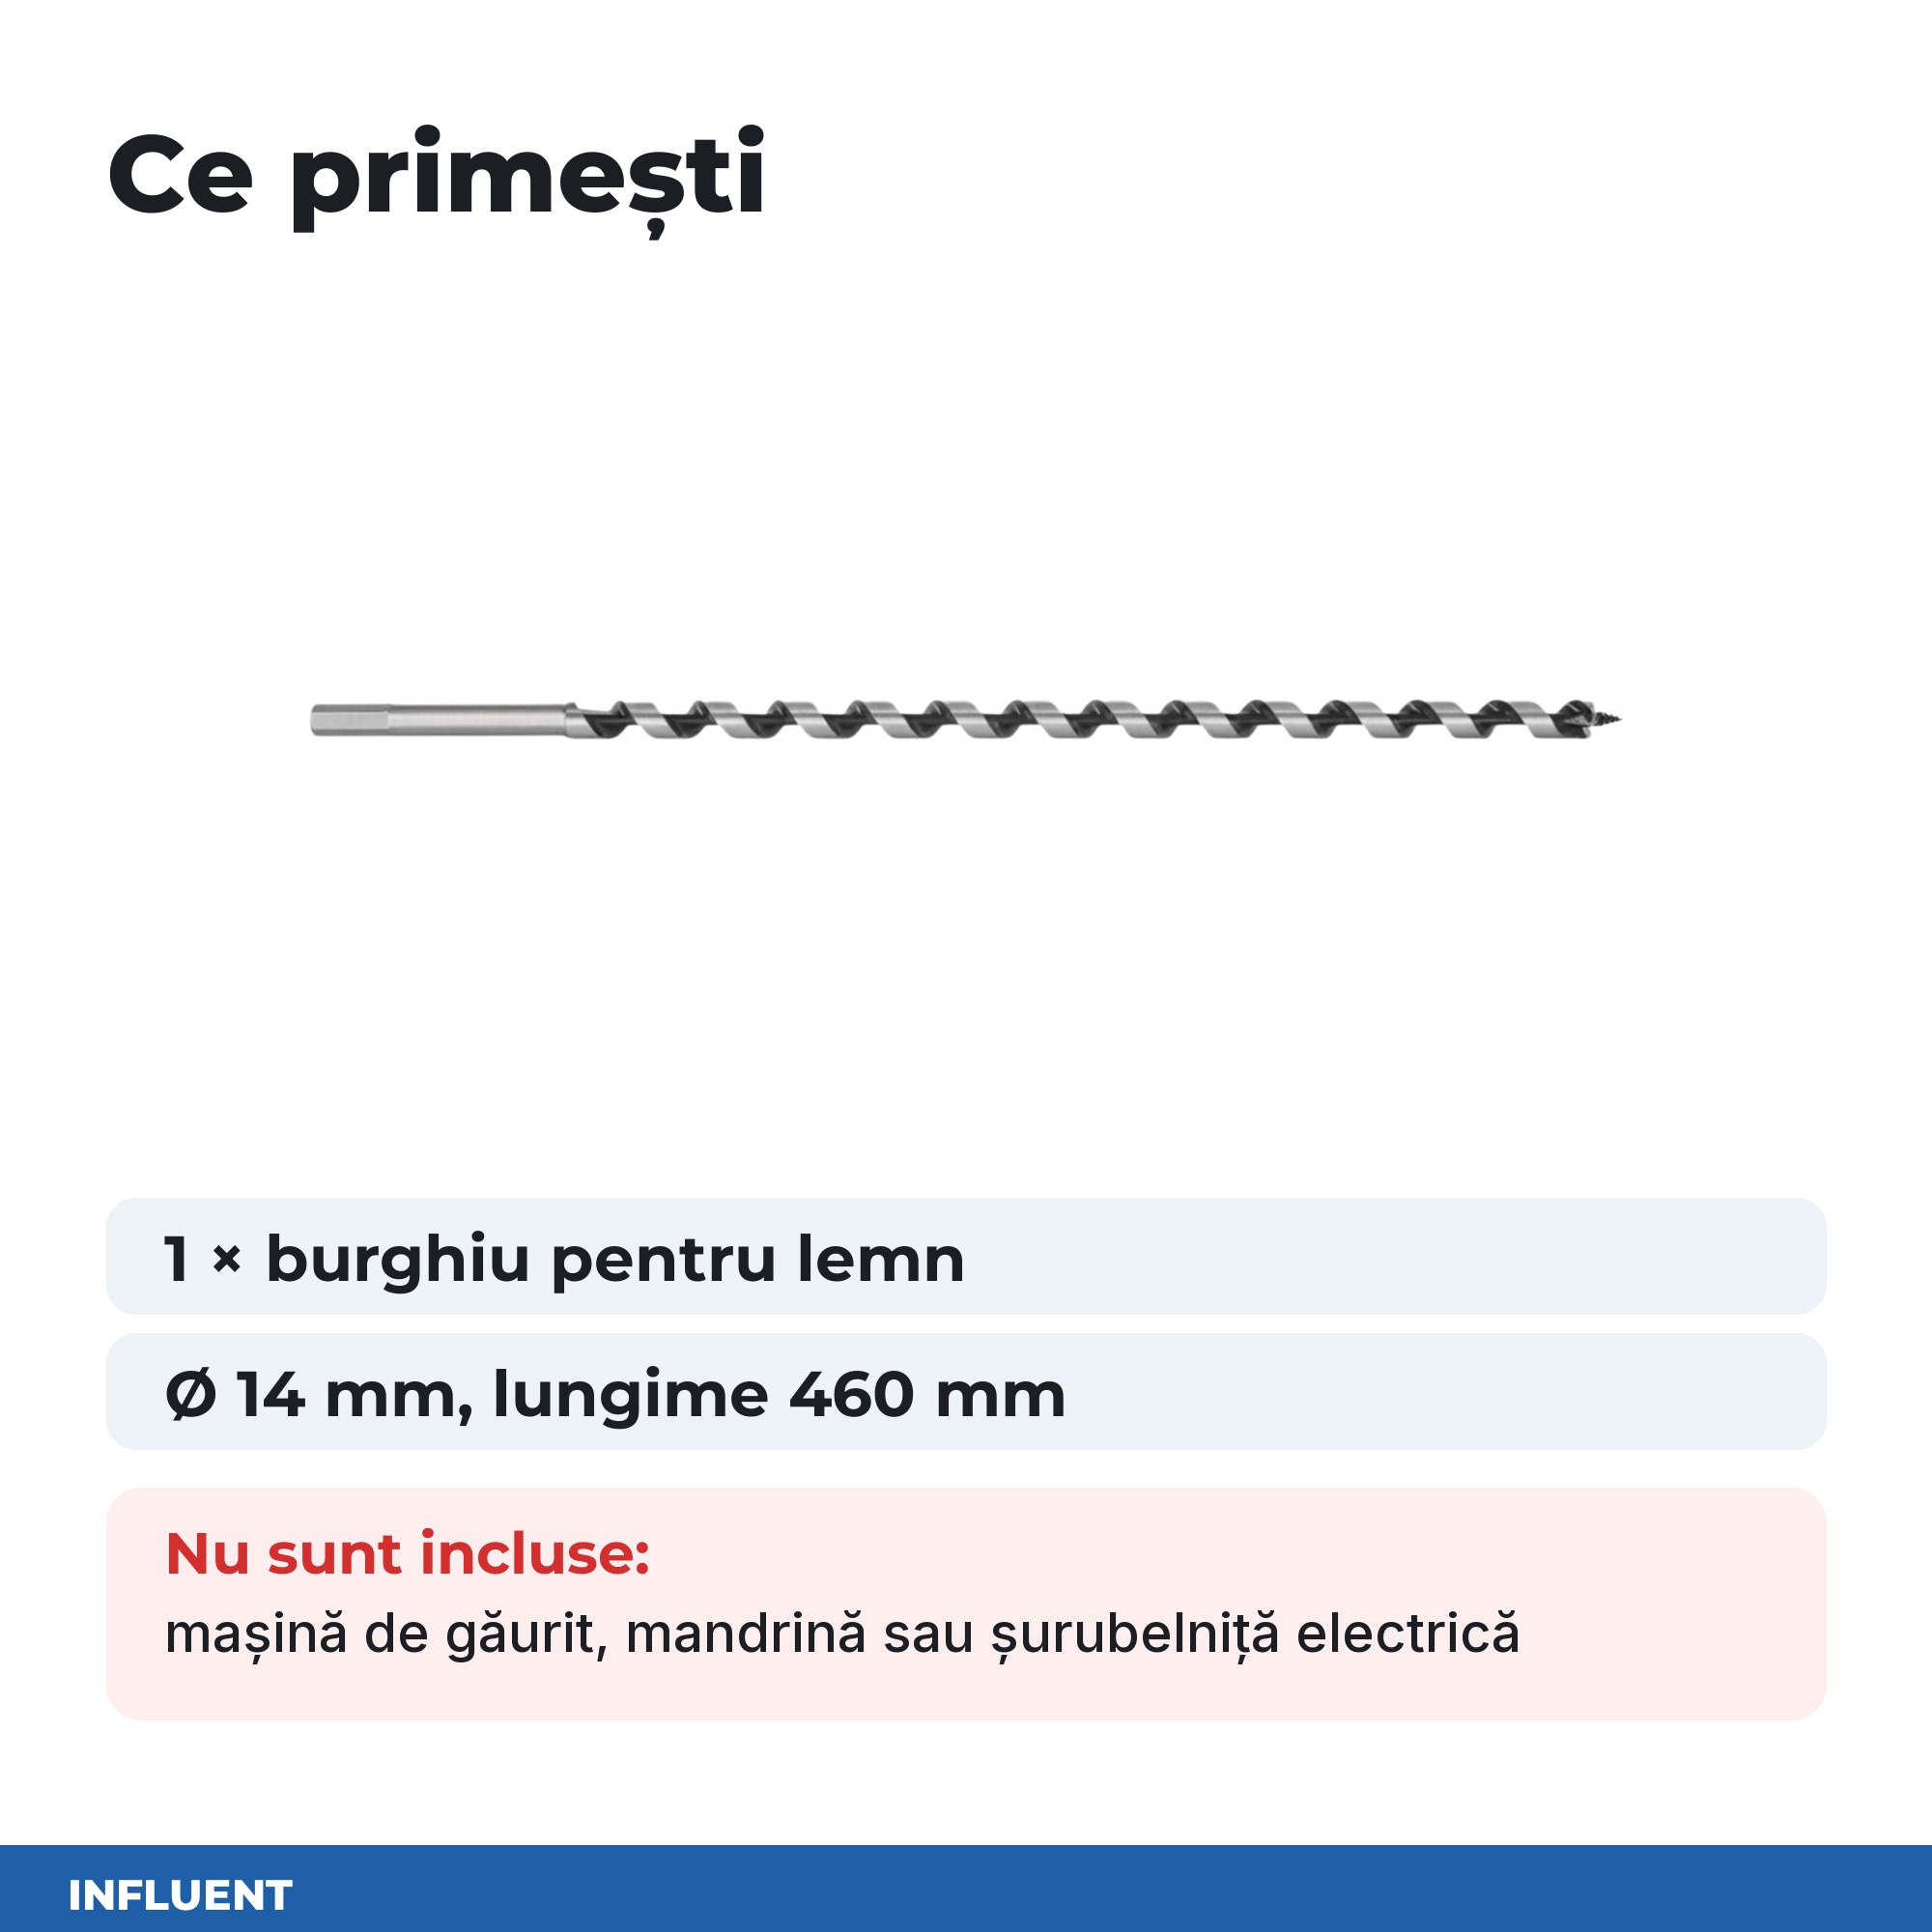 Ce primești
1 × burghiu pentru lemn
Ø 14 mm, lungime 460 mm
Nu sunt incluse:
mașină de găurit, mandrină sau șurubelniță electrică
INFLUENT